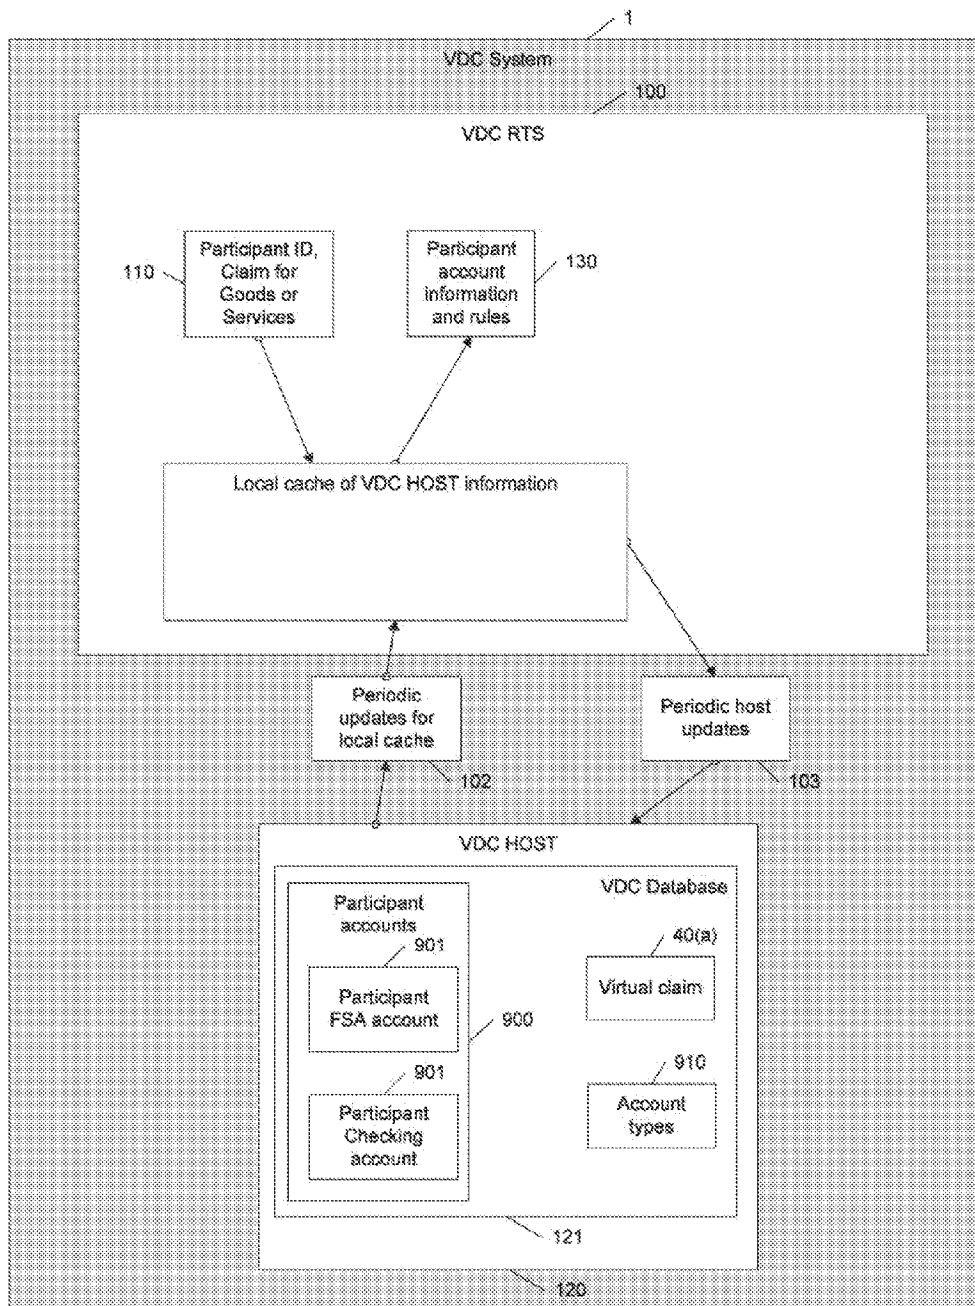 1
VDC System
100
VDC RTS
110
Participant ID,
Claim for
Goods or
Services
Participant
account
information
and rules
130
Local cache of VDC HOST information
Periodic
updates for
local cache
102
Periodic host
updates
103
VDC HOST
VDC Database
Participant
accounts
901
Participant
FSA account
900
901
Participant
Checking
account
40(a)
Virtual claim
910
Account
types
121
120